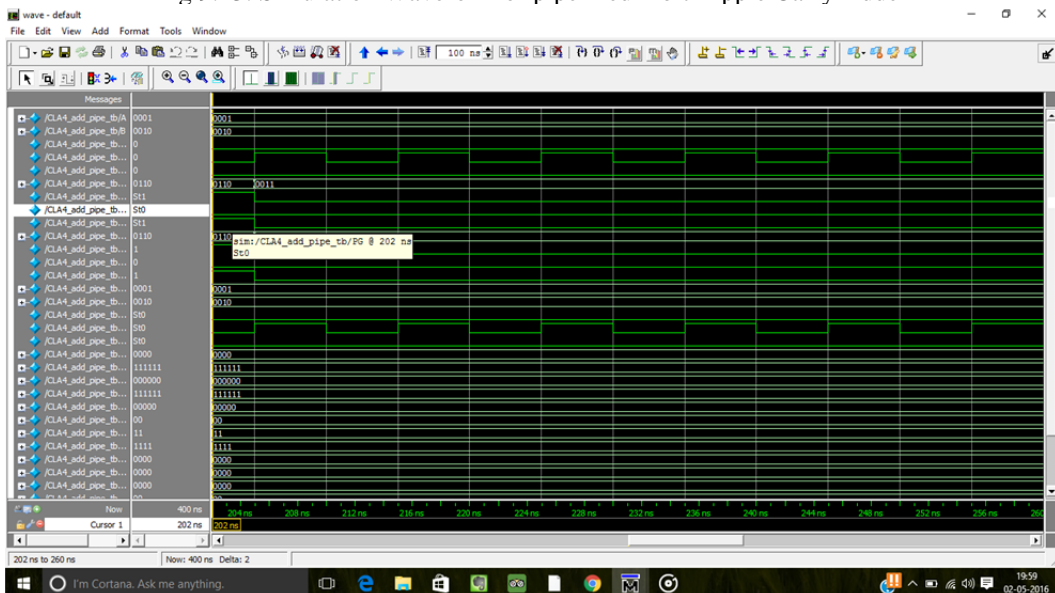 wave - default
File Edit View Add Format Tools Window
100 ns
Messages
/CLA4_add_pipe_tb/A 0001 0001
/CLA4_add_pipe_tb/B 0010 0010
/CLA4_add_pipe_tb... 0
/CLA4_add_pipe_tb... 0
/CLA4_add_pipe_tb... 0
/CLA4_add_pipe_tb... 0110 0110 0011
/CLA4_add_pipe_tb... St1
/CLA4_add_pipe_tb... St0
/CLA4_add_pipe_tb... St1
/CLA4_add_pipe_tb... 0110 0110
sim:/CLA4_add_pipe_tb/PG @ 202 ns
St0
/CLA4_add_pipe_tb... 1
/CLA4_add_pipe_tb... 0
/CLA4_add_pipe_tb... 1
/CLA4_add_pipe_tb... 0001 0001
/CLA4_add_pipe_tb... 0010 0010
/CLA4_add_pipe_tb... St0
/CLA4_add_pipe_tb... St0
/CLA4_add_pipe_tb... St0
/CLA4_add_pipe_tb... 0000 0000
/CLA4_add_pipe_tb... 111111 111111
/CLA4_add_pipe_tb... 000000 000000
/CLA4_add_pipe_tb... 111111 111111
/CLA4_add_pipe_tb... 00000 00000
/CLA4_add_pipe_tb... 00 00
/CLA4_add_pipe_tb... 11 11
/CLA4_add_pipe_tb... 1111 1111
/CLA4_add_pipe_tb... 0000 0000
/CLA4_add_pipe_tb... 0000 0000
/CLA4_add_pipe_tb... 0000 0000
Now 400 ns 204 ns 208 ns 212 ns 216 ns 220 ns 224 ns 228 ns 232 ns 236 ns 240 ns 244 ns 248 ns 252 ns 256 ns 260
Cursor 1 202 ns 202 ns
202 ns to 260 ns Now: 400 ns Delta: 2
I'm Cortana. Ask me anything.
19:59
02-05-2016